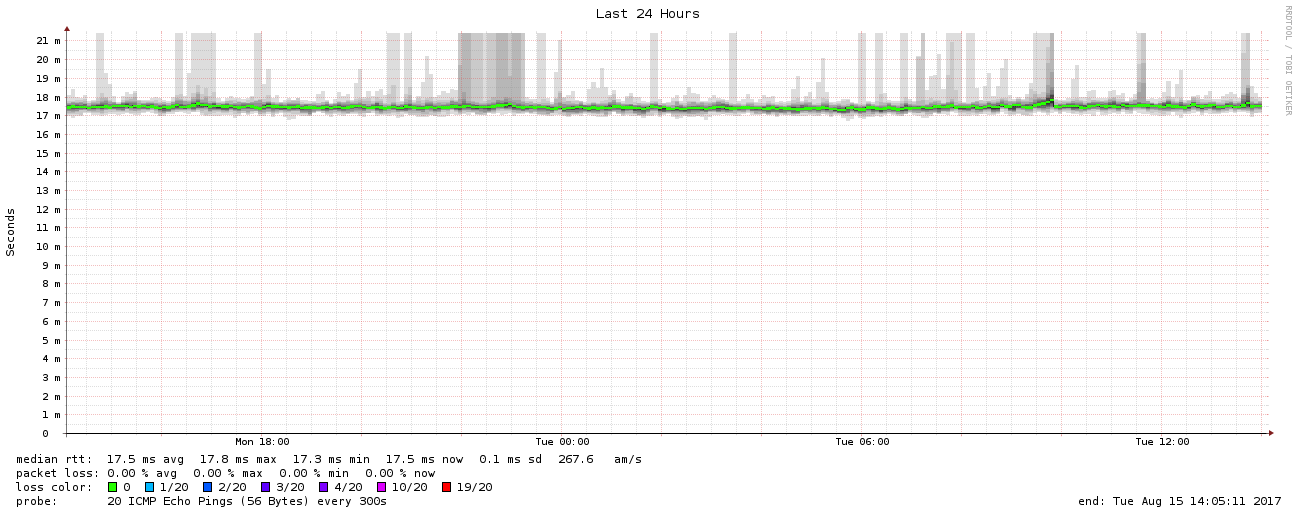 Last 24 Hours
RRDTOOL / TOBI OETIKER
Seconds
21 m
20 m
19 m
18 m
17 m
16 m
15 m
14 m
13 m
12 m
11 m
10 m
9 m
8 m
7 m
6 m
5 m
4 m
3 m
2 m
1 m
0
Mon 18:00 Tue 00:00 Tue 06:00 Tue 12:00
median rtt: 17.5 ms avg 17.8 ms max 17.3 ms min 17.5 ms now 0.1 ms sd 267.6 am/s
packet loss: 0.00 % avg 0.00 % max 0.00 % min 0.00 % now
loss color: 0 1/20 2/20 3/20 4/20 10/20 19/20
probe: 20 ICMP Echo Pings (56 Bytes) every 300s end: Tue Aug 15 14:05:11 2017